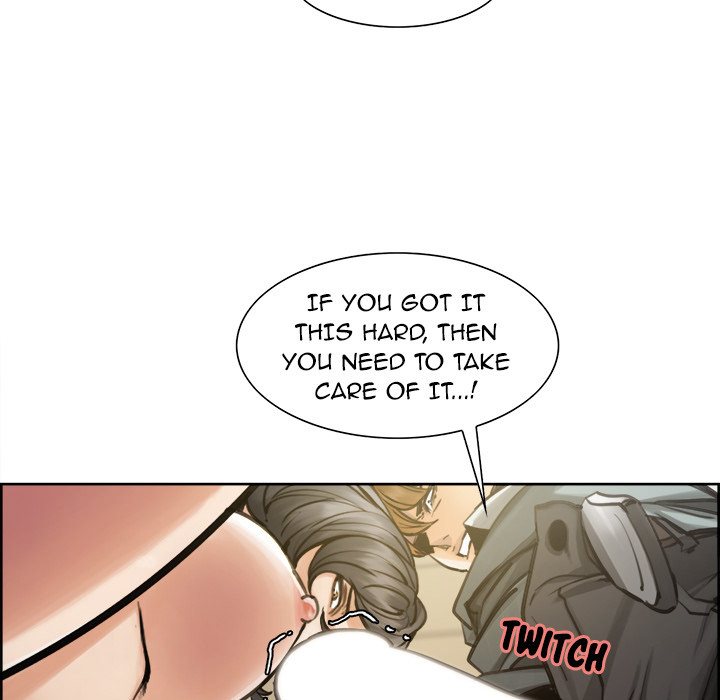 IF YOU GOT IT
THIS HARD, THEN
YOU NEED TO TAKE
CARE OF IT...!
TWITCH